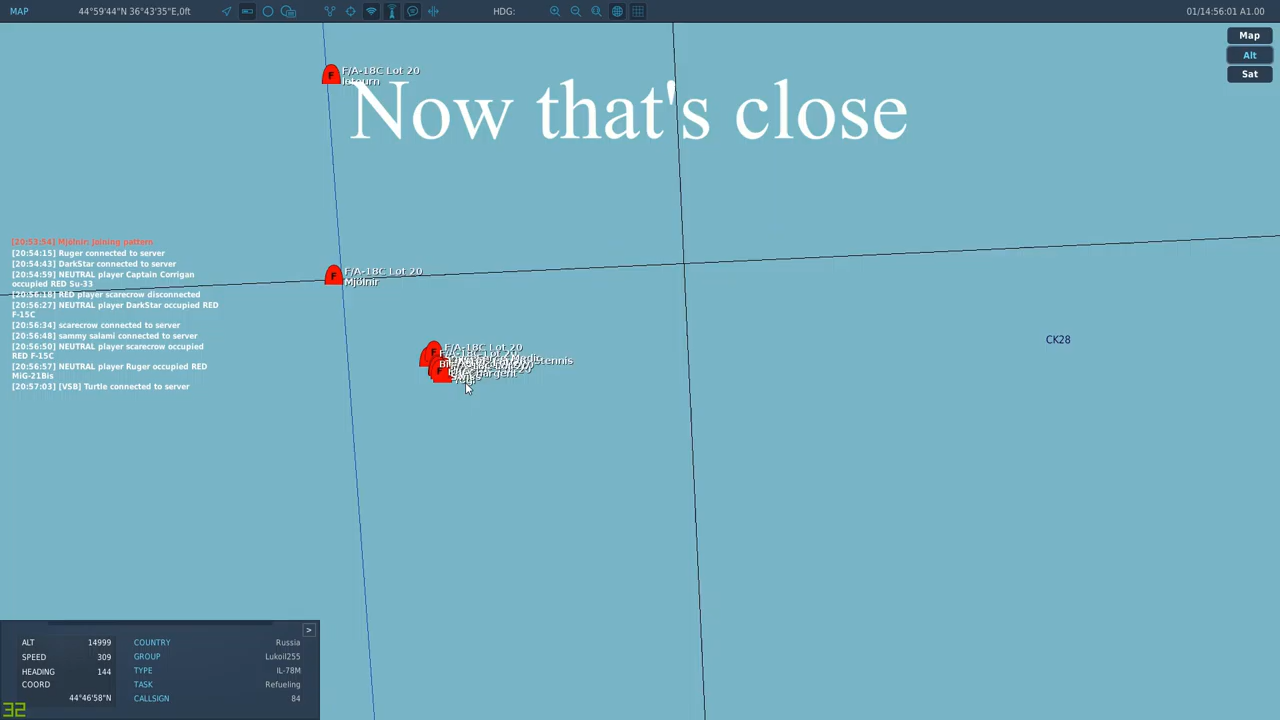 MAP
44°59'44"N 36°43'35"E,0ft
HDG:
01/14:56:01 A1.00
Map
Alt
Sat
F
F/A-18C Lot 20
Now that's close
[20:53:54] Mjölnir: joining pattern
[20:54:15] Ruger connected to server
[20:54:43] DarkStar connected to server
[20:54:59] NEUTRAL player Captain Corrigan
occupied RED Su-33
[20:56:18] RED player scarecrow disconnected
[20:56:27] NEUTRAL player DarkStar occupied RED
F-15C
[20:56:34] scarecrow connected to server
[20:56:48] sammy salami connected to server
[20:56:50] NEUTRAL player scarecrow occupied
RED F-15C
[20:56:57] NEUTRAL player Ruger occupied RED
MiG-21Bis
[20:57:03] [VSB] Turtle connected to server
F
F/A-18C Lot 20
Mjölnir
F
F/A-18C Lot 20
F
CK28
>
ALT 14999
SPEED 309
HEADING 144
COORD
44°46'58"N
COUNTRY Russia
GROUP Lukoil255
TYPE IL-78M
TASK Refueling
CALLSIGN 84
32